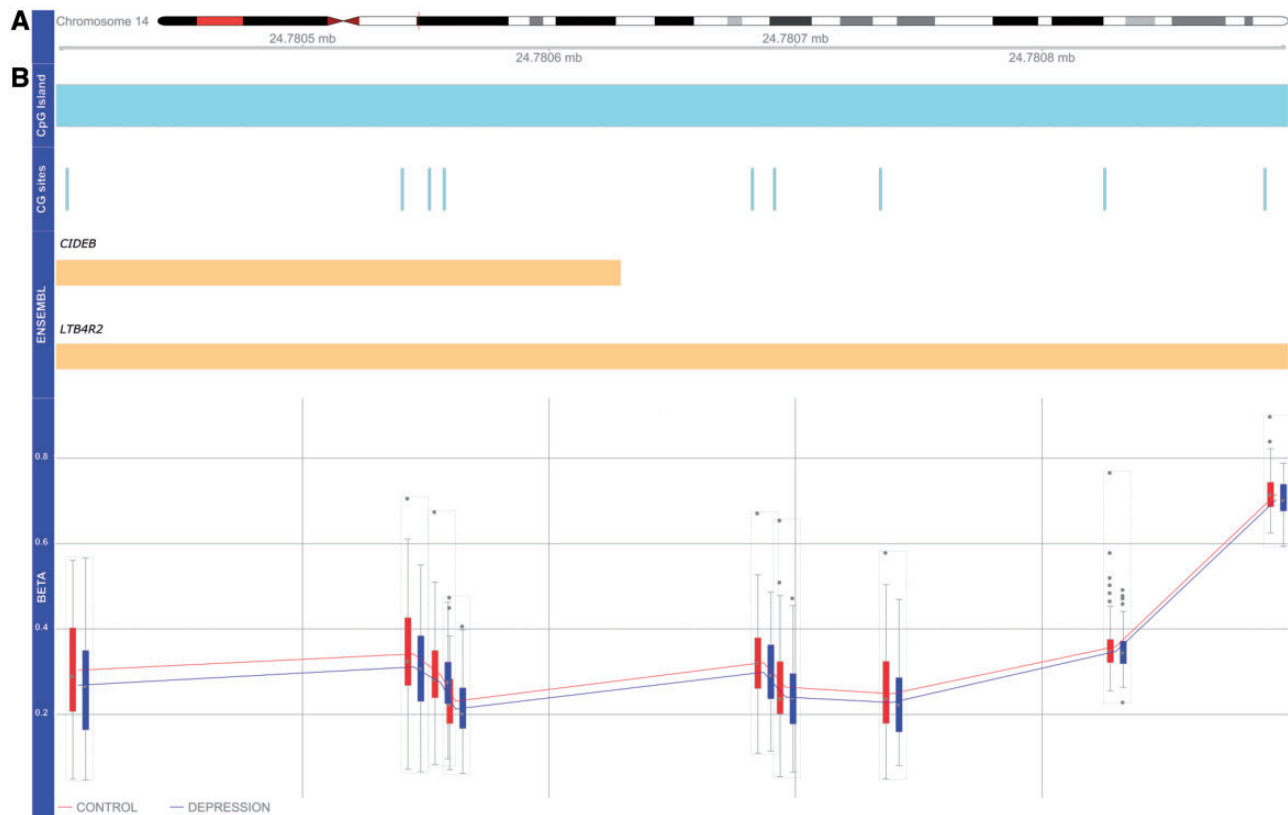 A
Chromosome 14
24.7805 mb
24.7807 mb
24.7806 mb
24.7808 mb
B
CpG Island
CG sites
ENSEMBL
CIDEB
LTB4R2
BETA
0.8
0.6
0.4
0.2
CONTROL
DEPRESSION